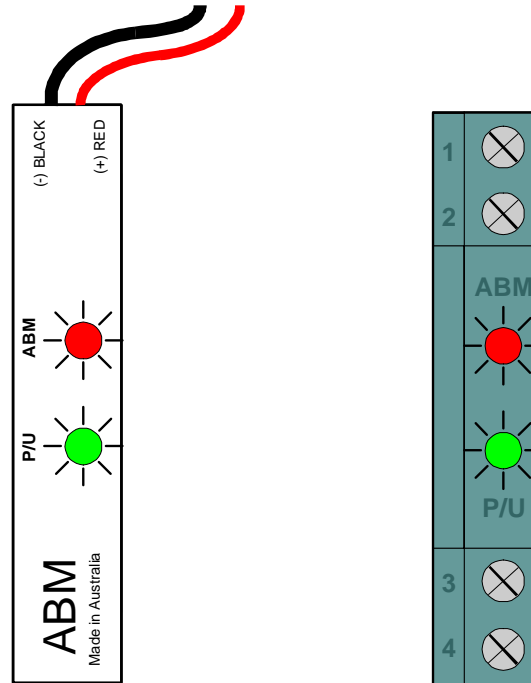 (-) BLACK
(+) RED
ABM
P/U
ABM
Made in Australia
1
2
ABM
P/U
3
4